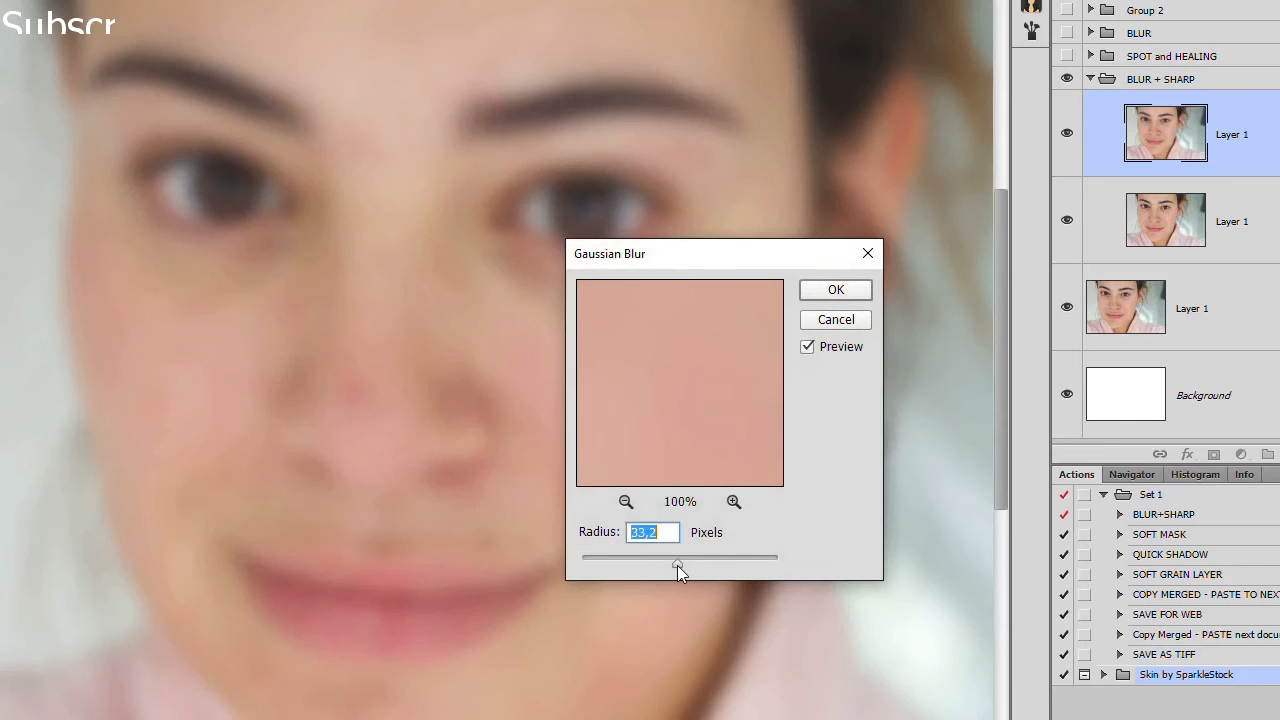 Subscr
Group 2
BLUR
SPOT and HEALING
BLUR + SHARP
Layer 1
Layer 1
Layer 1
Background
Gaussian Blur
OK
Cancel
Preview
100%
Radius: 33,2 Pixels
fx
Actions Navigator Histogram Info
Set 1
BLUR+SHARP
SOFT MASK
QUICK SHADOW
SOFT GRAIN LAYER
COPY MERGED - PASTE TO NEXT
SAVE FOR WEB
Copy Merged - PASTE next docu
SAVE AS TIFF
Skin by SparkleStock